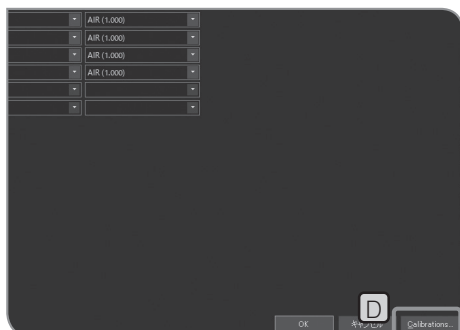 AIR (1.000)
AIR (1.000)
AIR (1.000)
AIR (1.000)
D
OK
キャンセル
Calibrations...